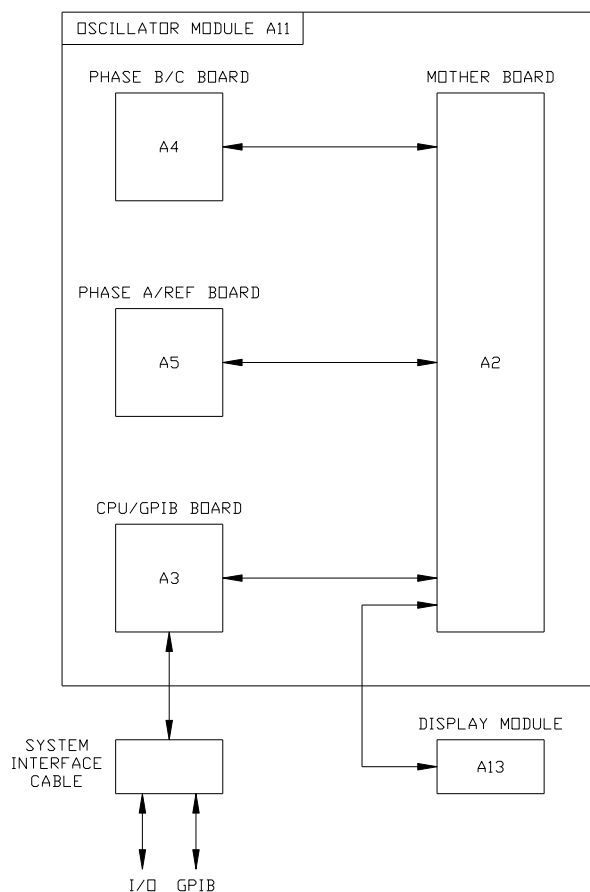 OSCILLATOR MODULE A11
PHASE B/C BOARD
MOTHER BOARD
A4
PHASE A/REF BOARD
A5
A2
CPU/GPIB BOARD
A3
SYSTEM
INTERFACE
CABLE
DISPLAY MODULE
A13
I/O GPIB